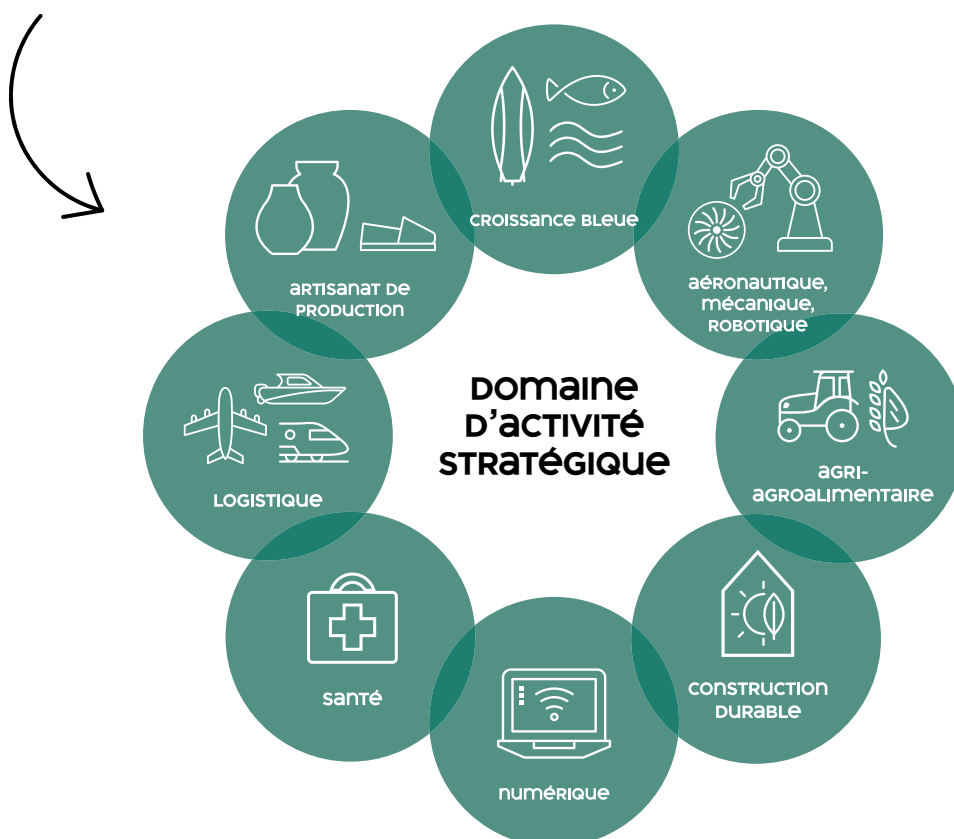 CROISSANCE BLEUE
AÉRONAUTIQUE,
MÉCANIQUE,
ROBOTIQUE
ARTISANAT DE
PRODUCTION
DOMAINE
D'ACTIVITÉ
STRATÉGIQUE
AGRI-
AGROALIMENTAIRE
LOGISTIQUE
CONSTRUCTION
DURABLE
SANTÉ
NUMÉRIQUE